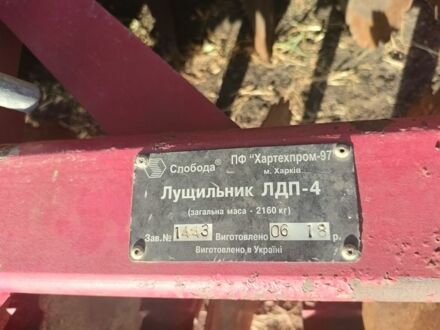 Слобода® ПФ "Хартехпром-97"
м. Харків
Лущильник ЛДП-4
(загальна маса - 2160 кг)
Зав.№ 1443 Виготовлено 06 18 р.
Виготовлено в Україні